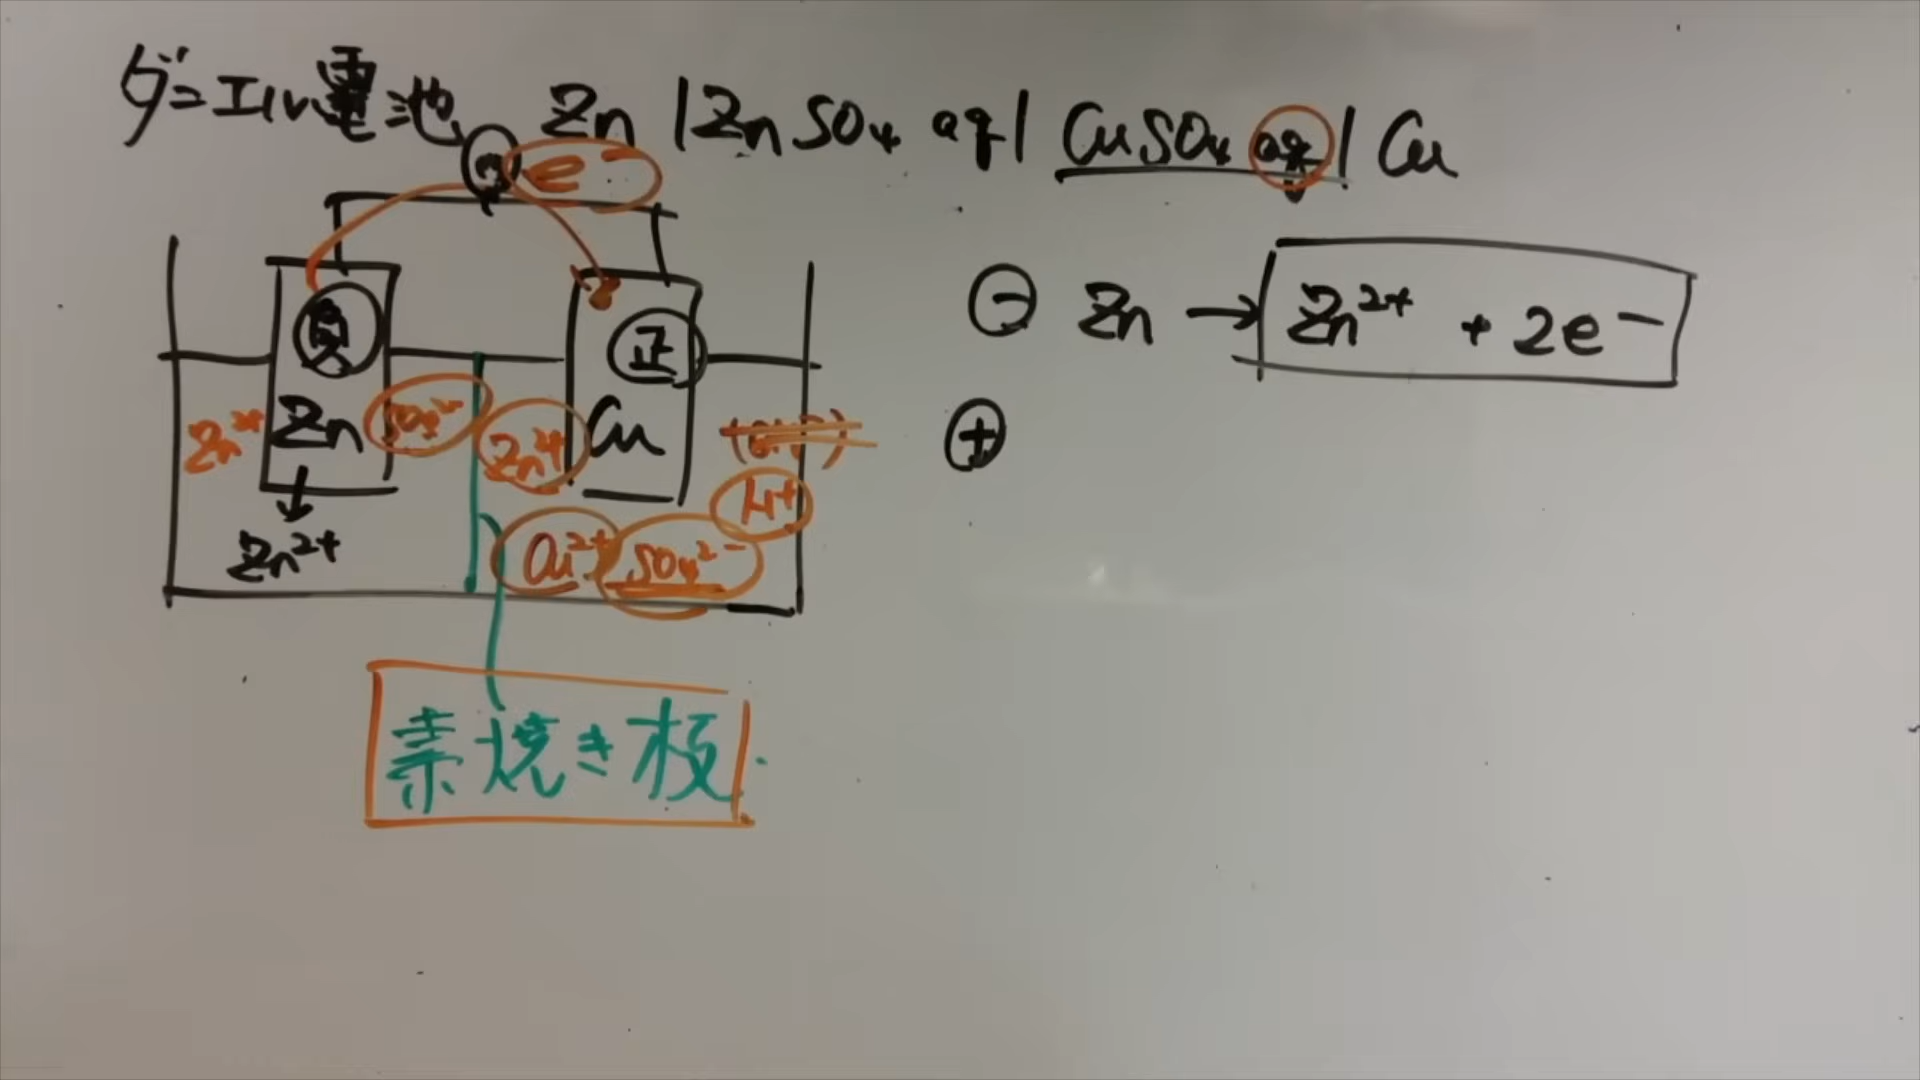 ダニエル電池 Zn | ZnSO₄ aq | CuSO₄ aq | Cu
e⁻
負 正
⊖ Zn → Zn²⁺ + 2e⁻
Zn²⁺ Zn SO₄²⁻ Zn²⁺ Cu
⊕
H⁺
Zn²⁺ Cu²⁺ SO₄²⁻
素焼き板